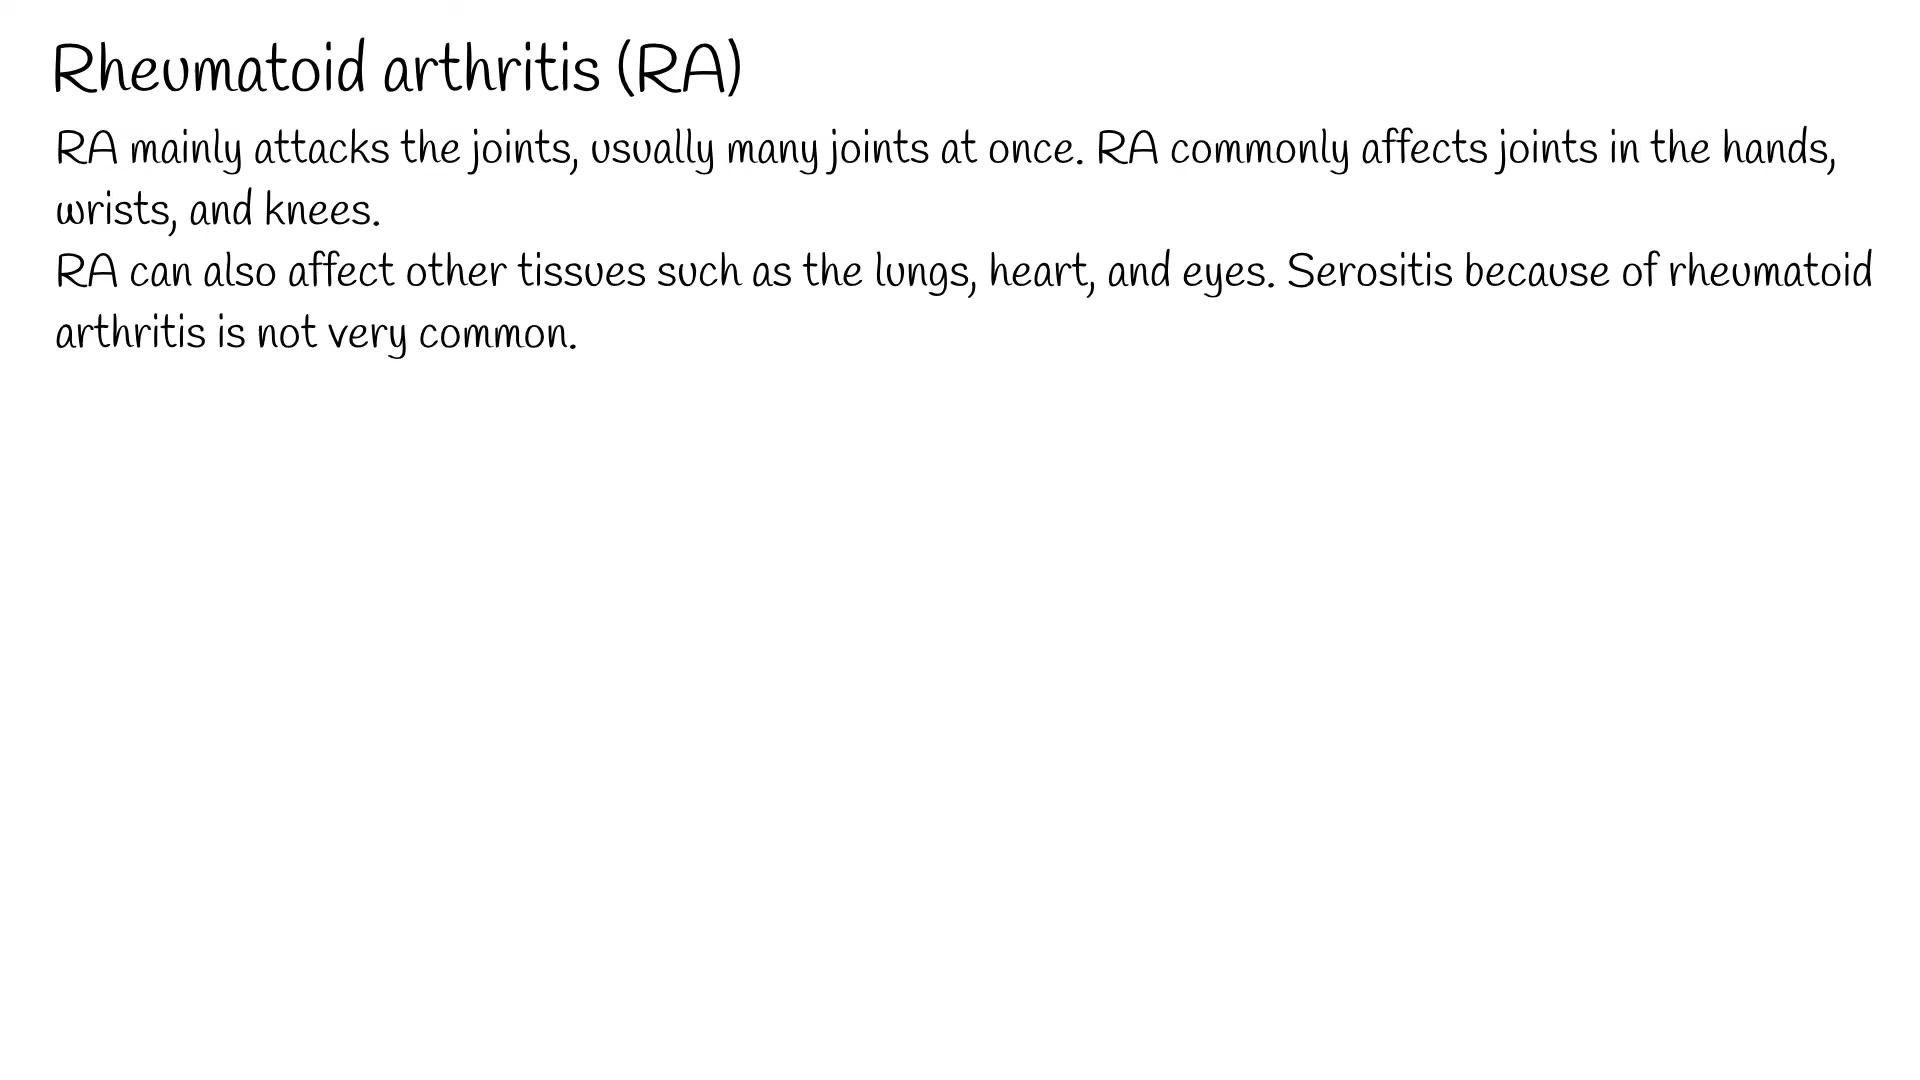 Rheumatoid arthritis (RA)
RA mainly attacks the joints, usually many joints at once. RA commonly affects joints in the hands,
wrists, and knees.
RA can also affect other tissues such as the lungs, heart, and eyes. Serositis because of rheumatoid
arthritis is not very common.